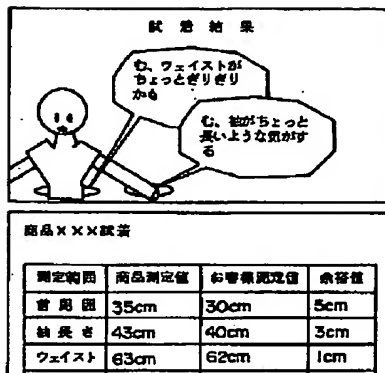 試着結果
む、ウェイストが
ちょっとぎりぎり
かも
む、袖がちょっと
長いような気がす
る
商品×××試着
測定範囲 商品測定値 お客様測定値 余裕値
首周囲 35cm 30cm 5cm
袖長さ 43cm 40cm 3cm
ウェイスト 63cm 62cm 1cm